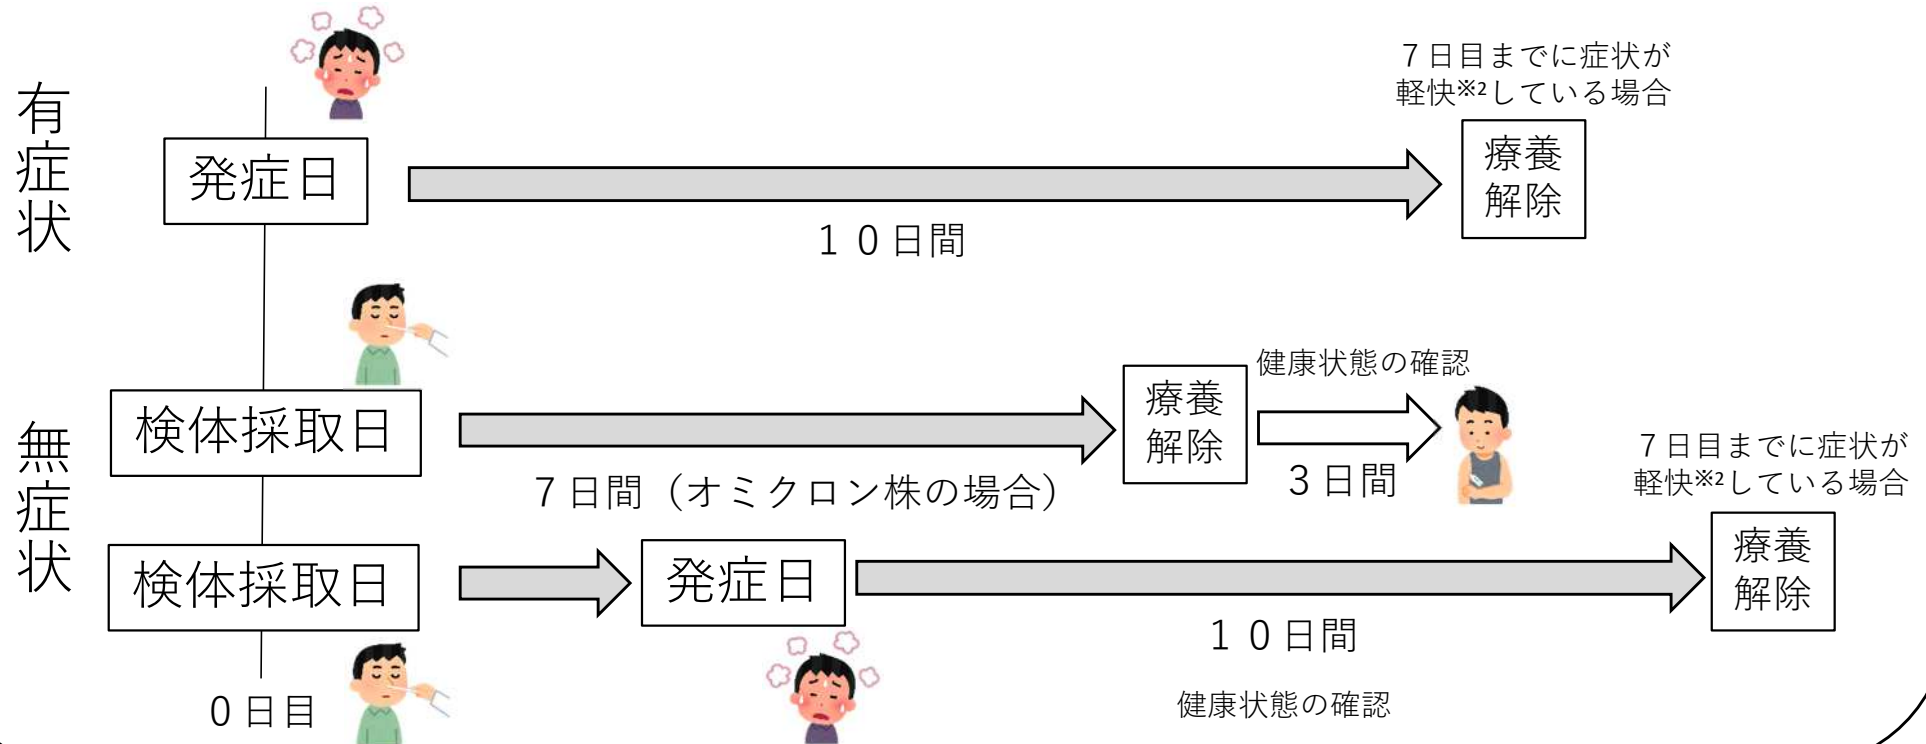 有症状
発症日
１０日間
７日目までに症状が
軽快※2している場合
療養
解除
無症状
検体採取日
７日間（オミクロン株の場合）
療養
解除
健康状態の確認
３日間
検体採取日
発症日
１０日間
７日目までに症状が
軽快※2している場合
療養
解除
０日目
健康状態の確認